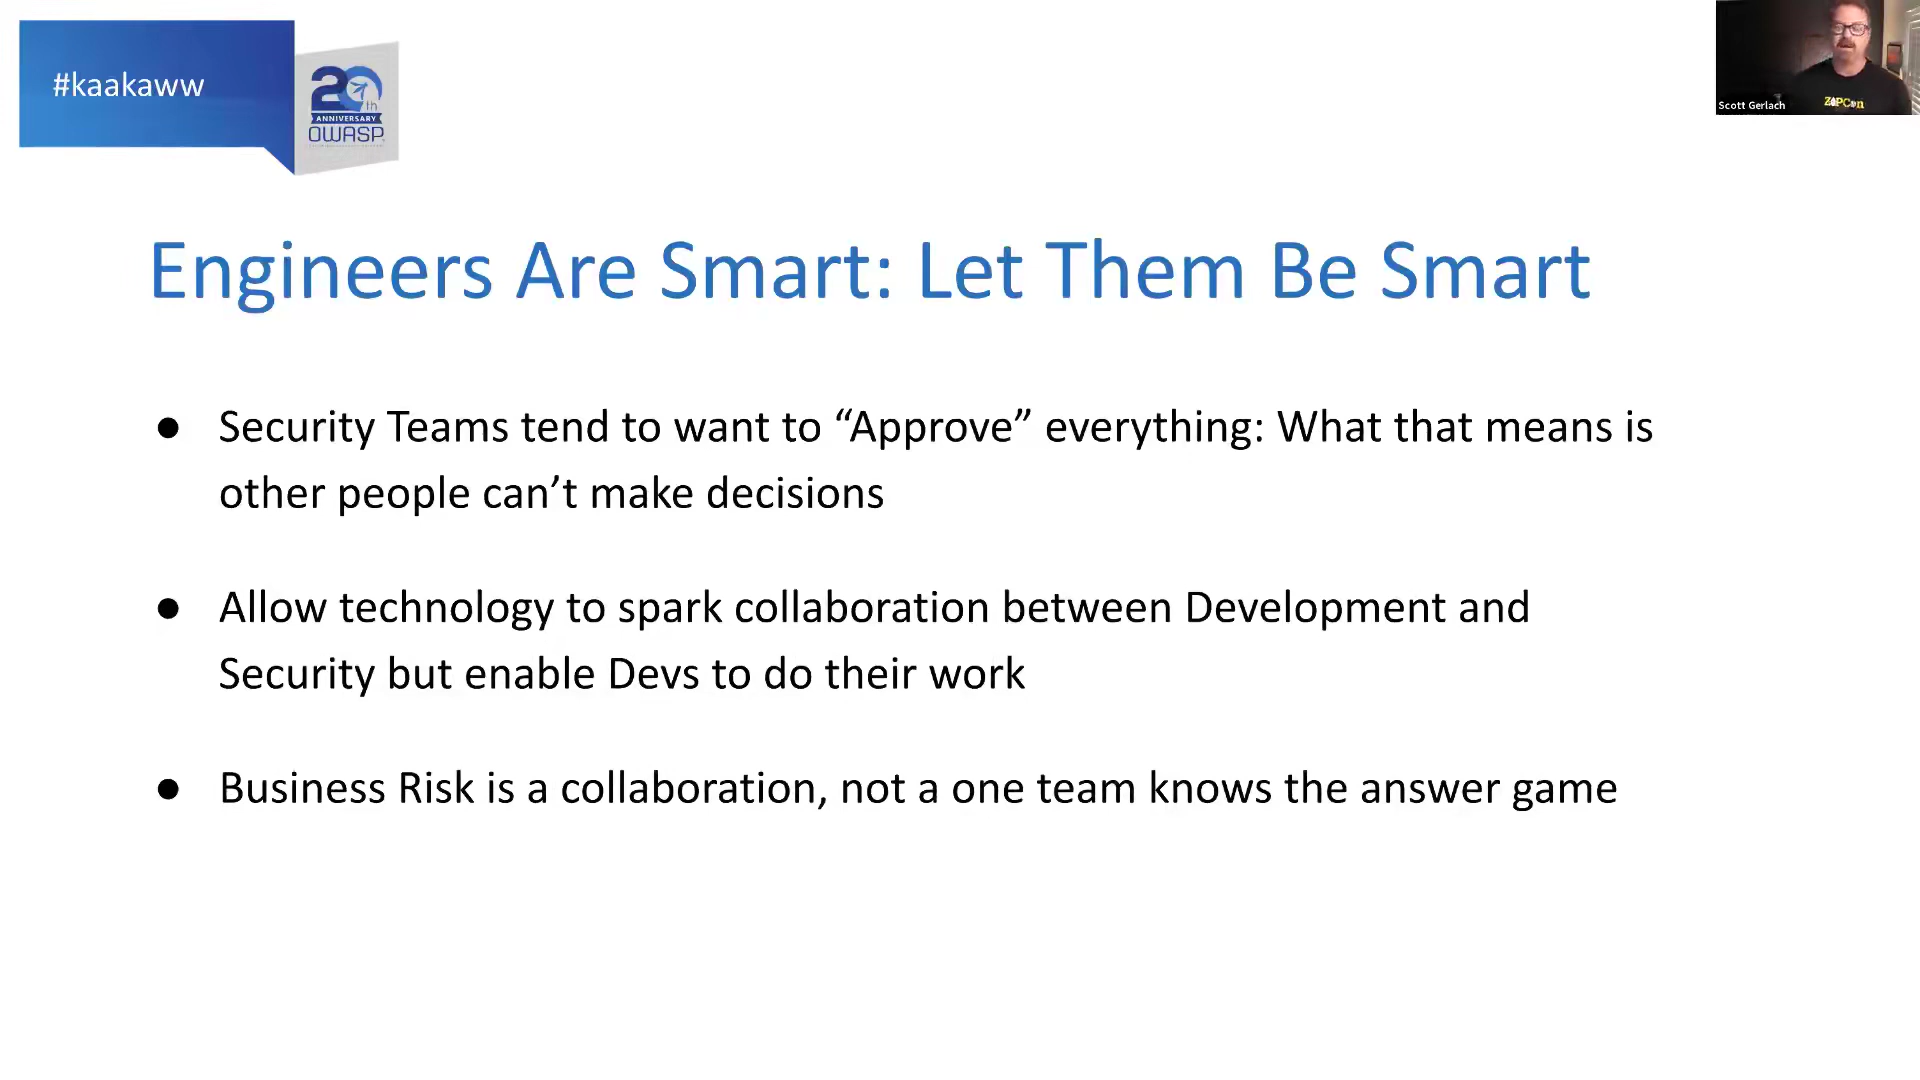 #kaakaww
20th
ANNIVERSARY
OWASP
Scott Gerlach
ZAPCon
Engineers Are Smart: Let Them Be Smart
● Security Teams tend to want to “Approve” everything: What that means is
other people can’t make decisions
● Allow technology to spark collaboration between Development and
Security but enable Devs to do their work
● Business Risk is a collaboration, not a one team knows the answer game